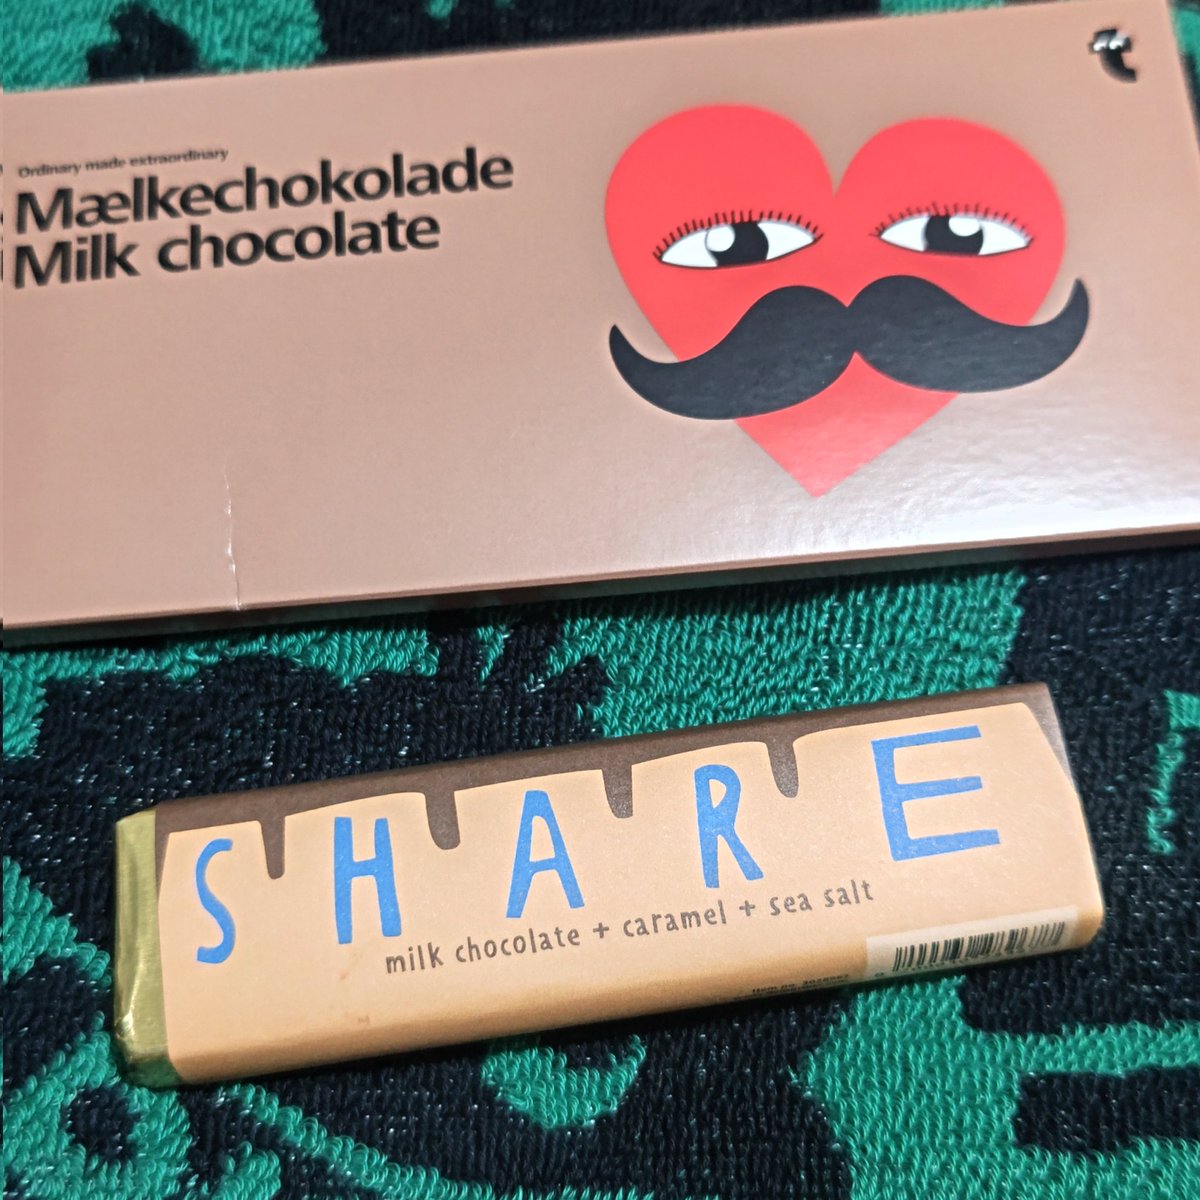 Ordinary made extraordinary
Mælkechokolade
Milk chocolate
SHARE
milk chocolate + caramel + sea salt